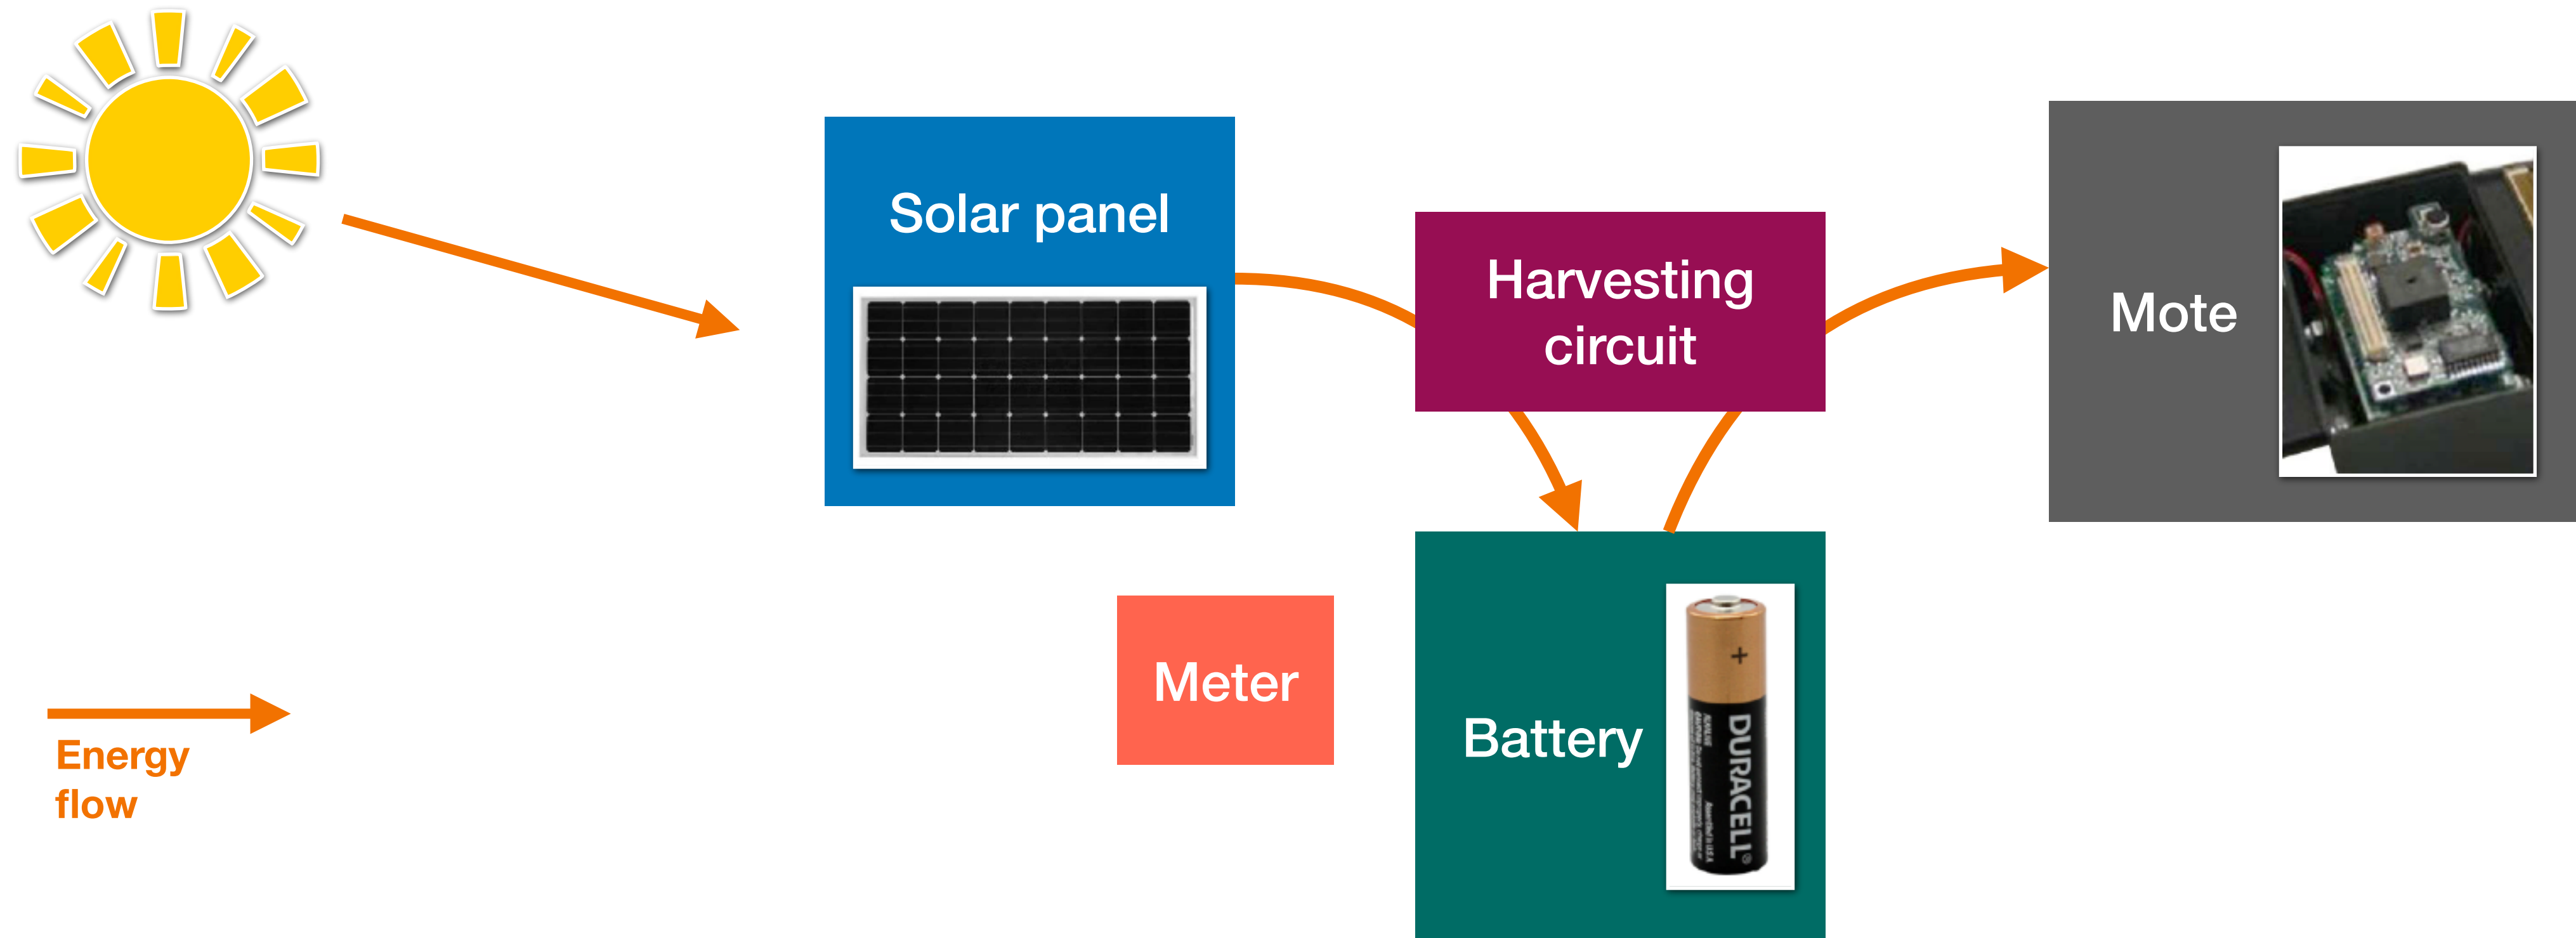 Solar panel
Harvesting
circuit
Mote
Meter
Battery
+
DURACELL®
Energy
flow